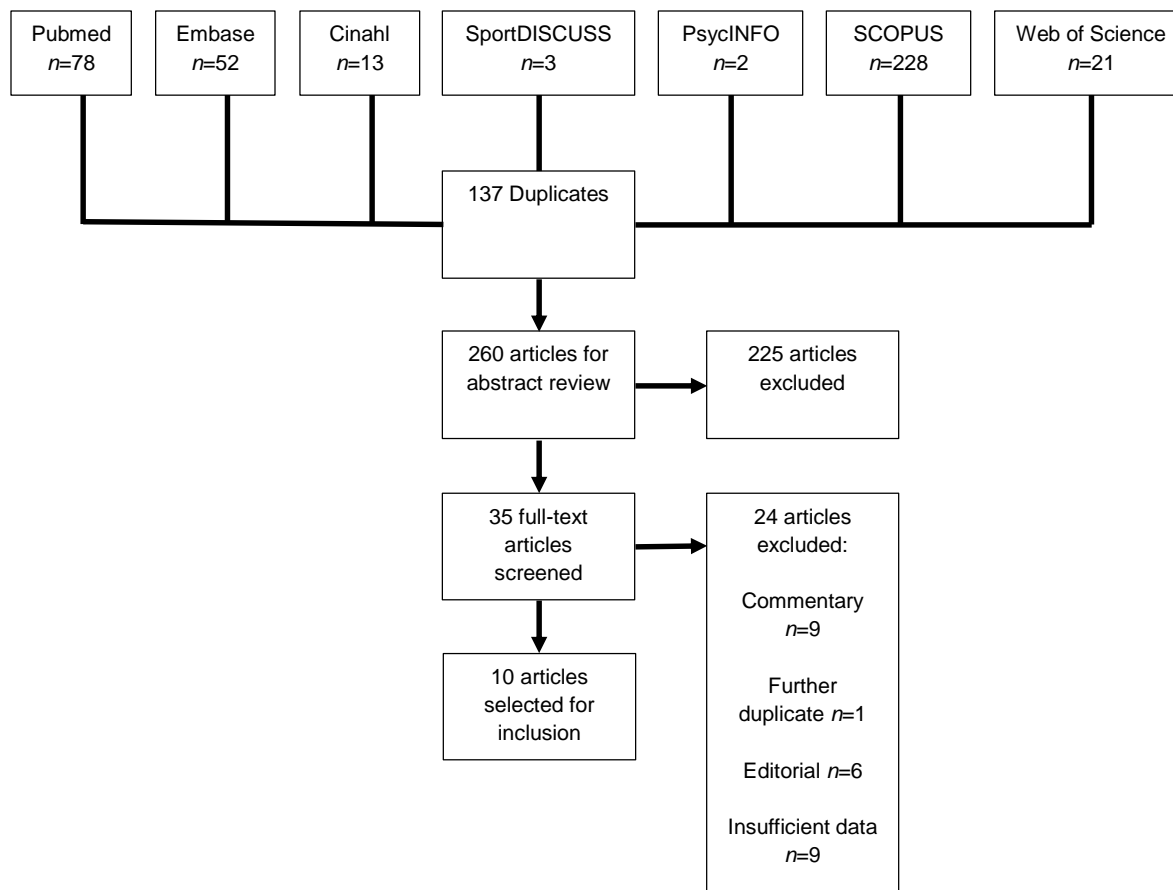 Pubmed
n=78
Embase
n=52
Cinahl
n=13
SportDISCUSS
n=3
PsycINFO
n=2
SCOPUS
n=228
Web of Science
n=21
137 Duplicates
260 articles for
abstract review
225 articles
excluded
35 full-text
articles
screened
24 articles
excluded:
Commentary
n=9
Further
duplicate n=1
Editorial n=6
Insufficient data
n=9
10 articles
selected for
inclusion